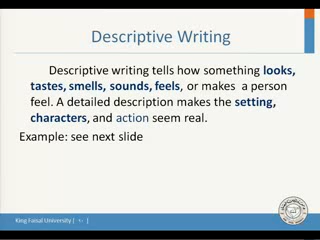 Descriptive Writing
Descriptive writing tells how something looks,
tastes, smells, sounds, feels, or makes a person
feel. A detailed description makes the setting,
characters, and action seem real.
Example: see next slide
King Faisal University [ ]